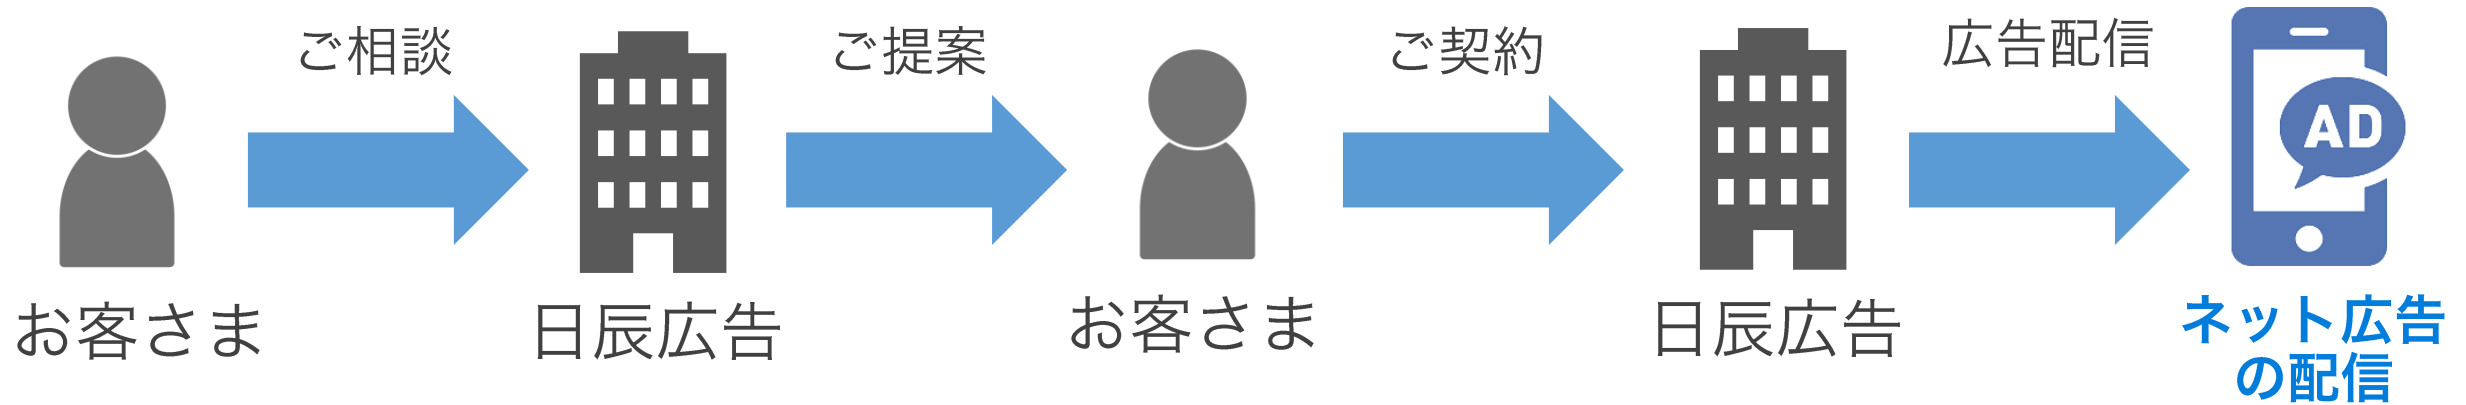 ご相談
ご提案
ご契約
広告配信
AD
お客さま
日辰広告
お客さま
日辰広告
ネット広告
の配信